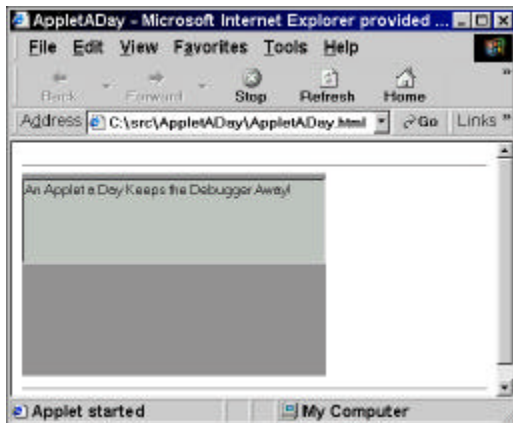 AppletADay - Microsoft Internet Explorer provided ...
File Edit View Favorites Tools Help
Back Forward Stop Refresh Home »
Address C:\src\AppletADay\AppletADay.html Go Links »
An Applet a Day Keeps the Debugger Away!
Applet started My Computer